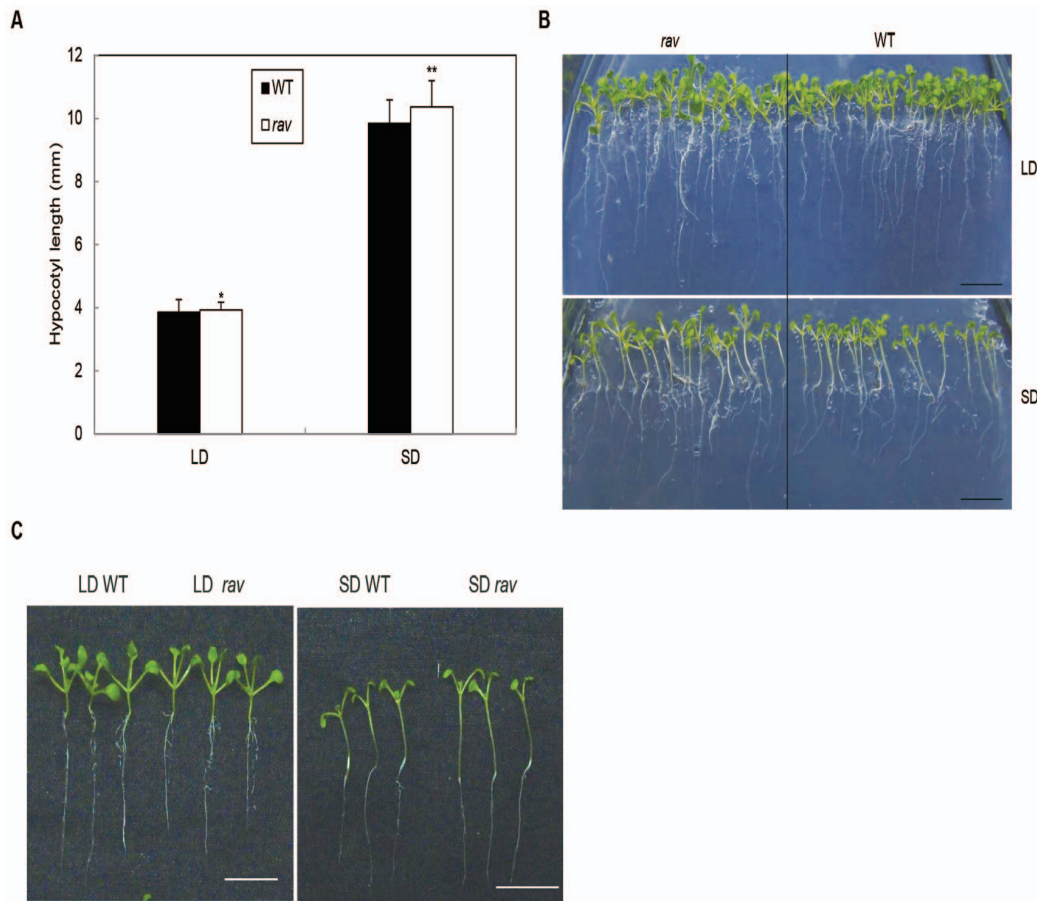 A
12
10
8
6
4
2
0
Hypocotyl length (mm)
WT
rav
*
**
LD
SD
B
rav WT
LD
SD
C
LD WT LD rav SD WT SD rav